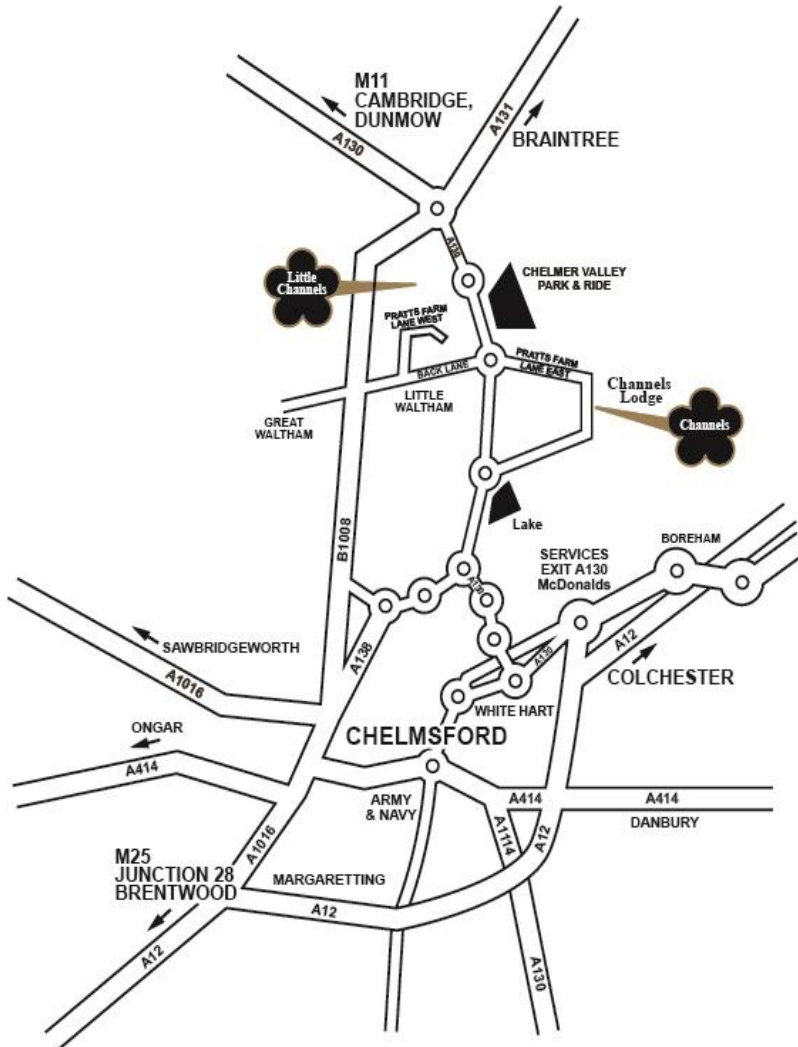 M11
CAMBRIDGE,
DUNMOW
A130
A131
BRAINTREE
A130
Little
Channels
CHELMER VALLEY
PARK & RIDE
PRATTS FARM
LANE WEST
BACK LANE
PRATTS FARM
LANE EAST
LITTLE
WALTHAM
GREAT
WALTHAM
Channels
Lodge
Channels
B1008
Lake
SERVICES
EXIT A130
McDonalds
BOREHAM
A130
A138
SAWBRIDGEWORTH
A1016
A130
A12
COLCHESTER
WHITE HART
ONGAR
A414
CHELMSFORD
ARMY
& NAVY
A414
A414
DANBURY
A1016
A1114
A12
M25
JUNCTION 28
BRENTWOOD
MARGARETTING
A12
A12
A130